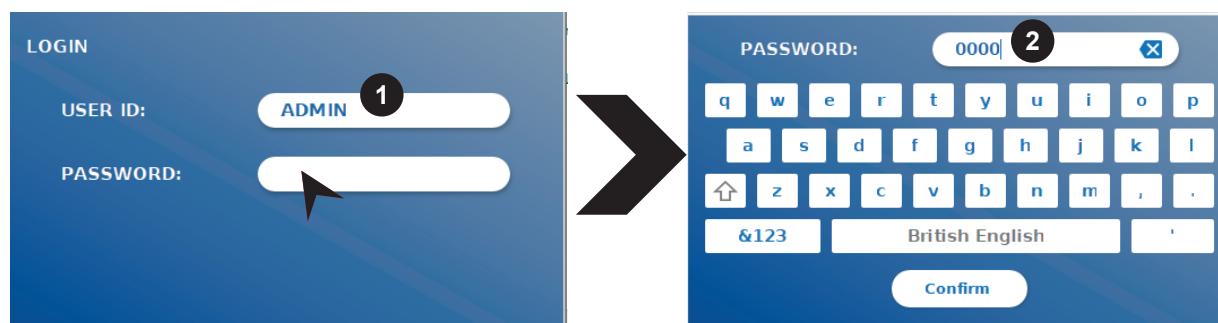 LOGIN
USER ID: ADMIN 1
PASSWORD:
PASSWORD: 0000 2
q w e r t y u i o p
a s d f g h j k l
z x c v b n m , .
&123 British English '
Confirm